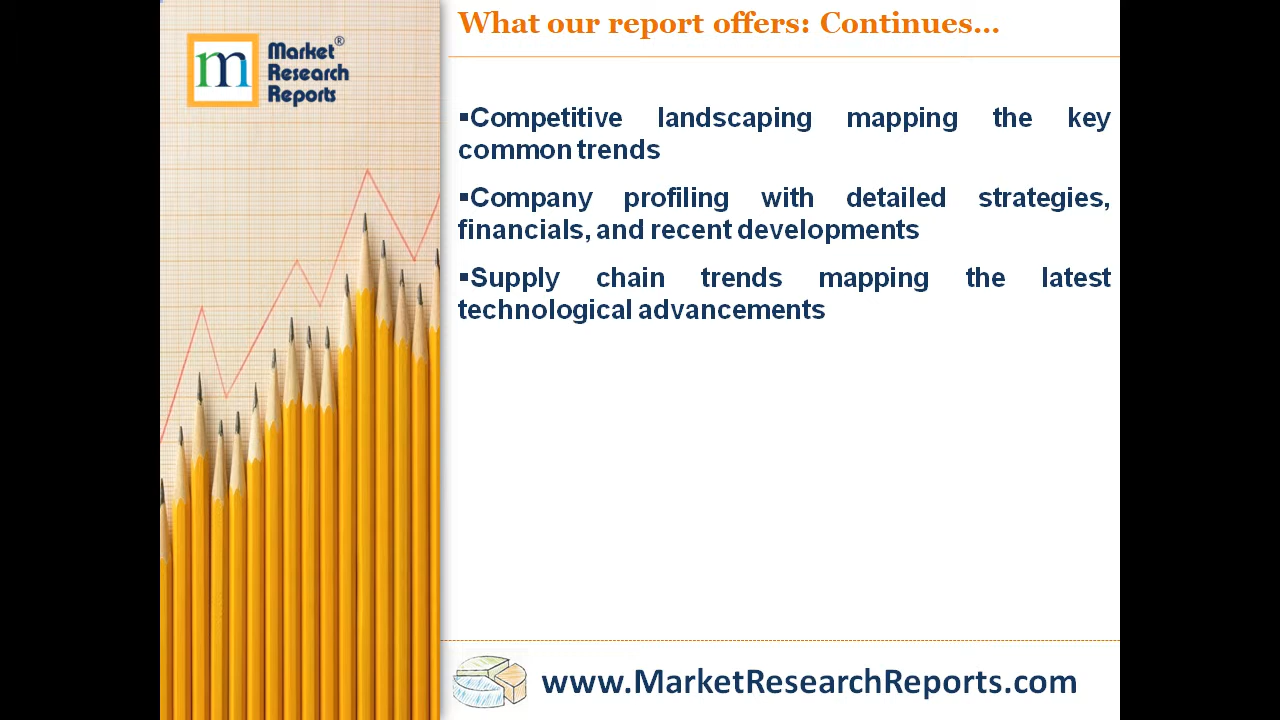 What our report offers: Continues...
Market®
Research
Reports
m
▪Competitive landscaping mapping the key
common trends
▪Company profiling with detailed strategies,
financials, and recent developments
▪Supply chain trends mapping the latest
technological advancements
www.MarketResearchReports.com